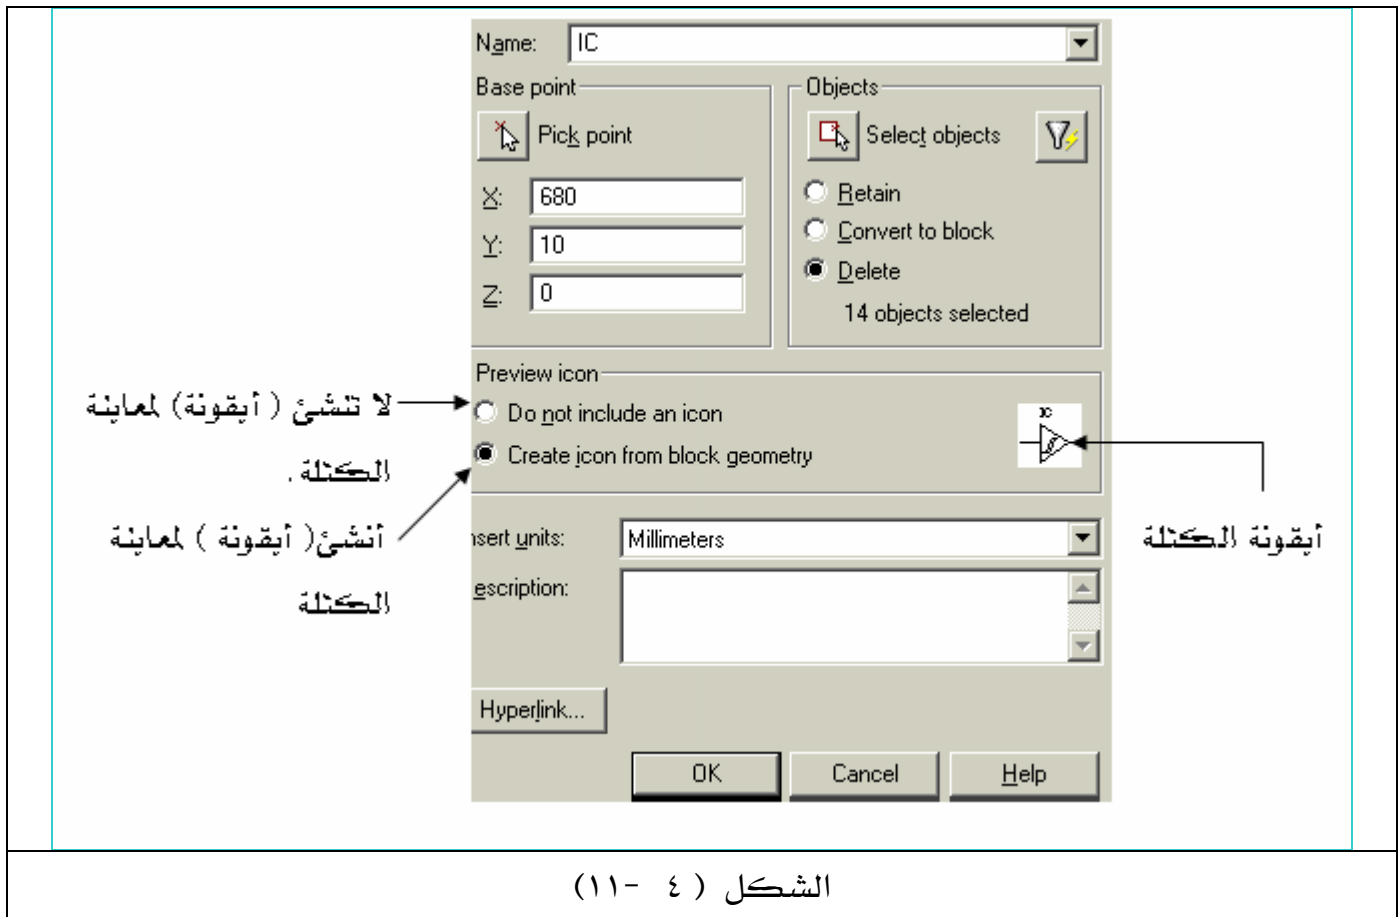 Name: IC
Base point
Objects
Pick point
Select objects
X: 680
Y: 10
Z: 0
Retain
Convert to block
Delete
14 objects selected
Preview icon
Do not include an icon
Create icon from block geometry
IC
لا تنشئ ( أيقونة) لمعاينة
الكتلة .
أنشئ( أيقونة ) لمعاينة
الكتلة
أيقونة الكتلة
nsert units: Millimeters
escription:
Hyperlink...
OK Cancel Help
الشكل ( ٤ -١١)